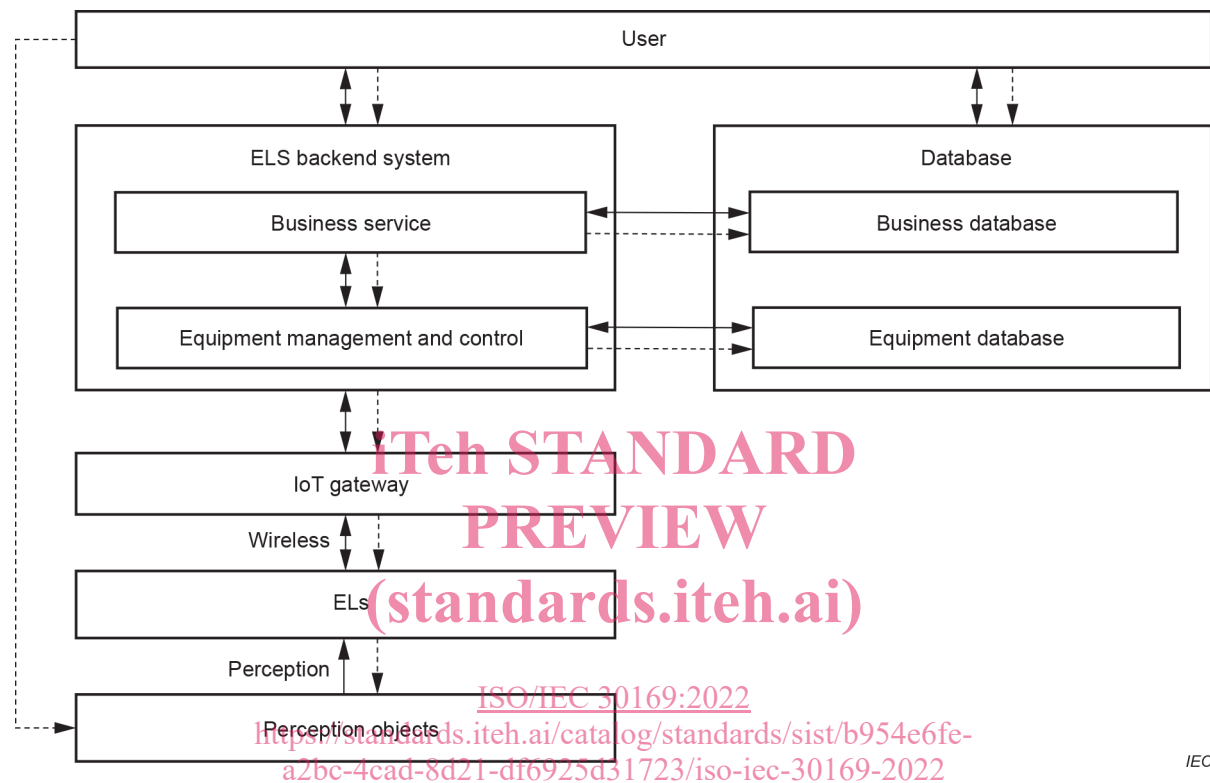 User
ELS backend system
Database
Business service
Business database
Equipment management and control
Equipment database
iTeh STANDARD
IoT gateway
PREVIEW
Wireless
ELs
(standards.iteh.ai)
Perception
ISO/IEC 30169:2022
Perception objects
https://standards.iteh.ai/catalog/standards/sist/b954e6fe-
a2bc-4cad-8d21-df6925d31723/iso-iec-30169-2022
IEC